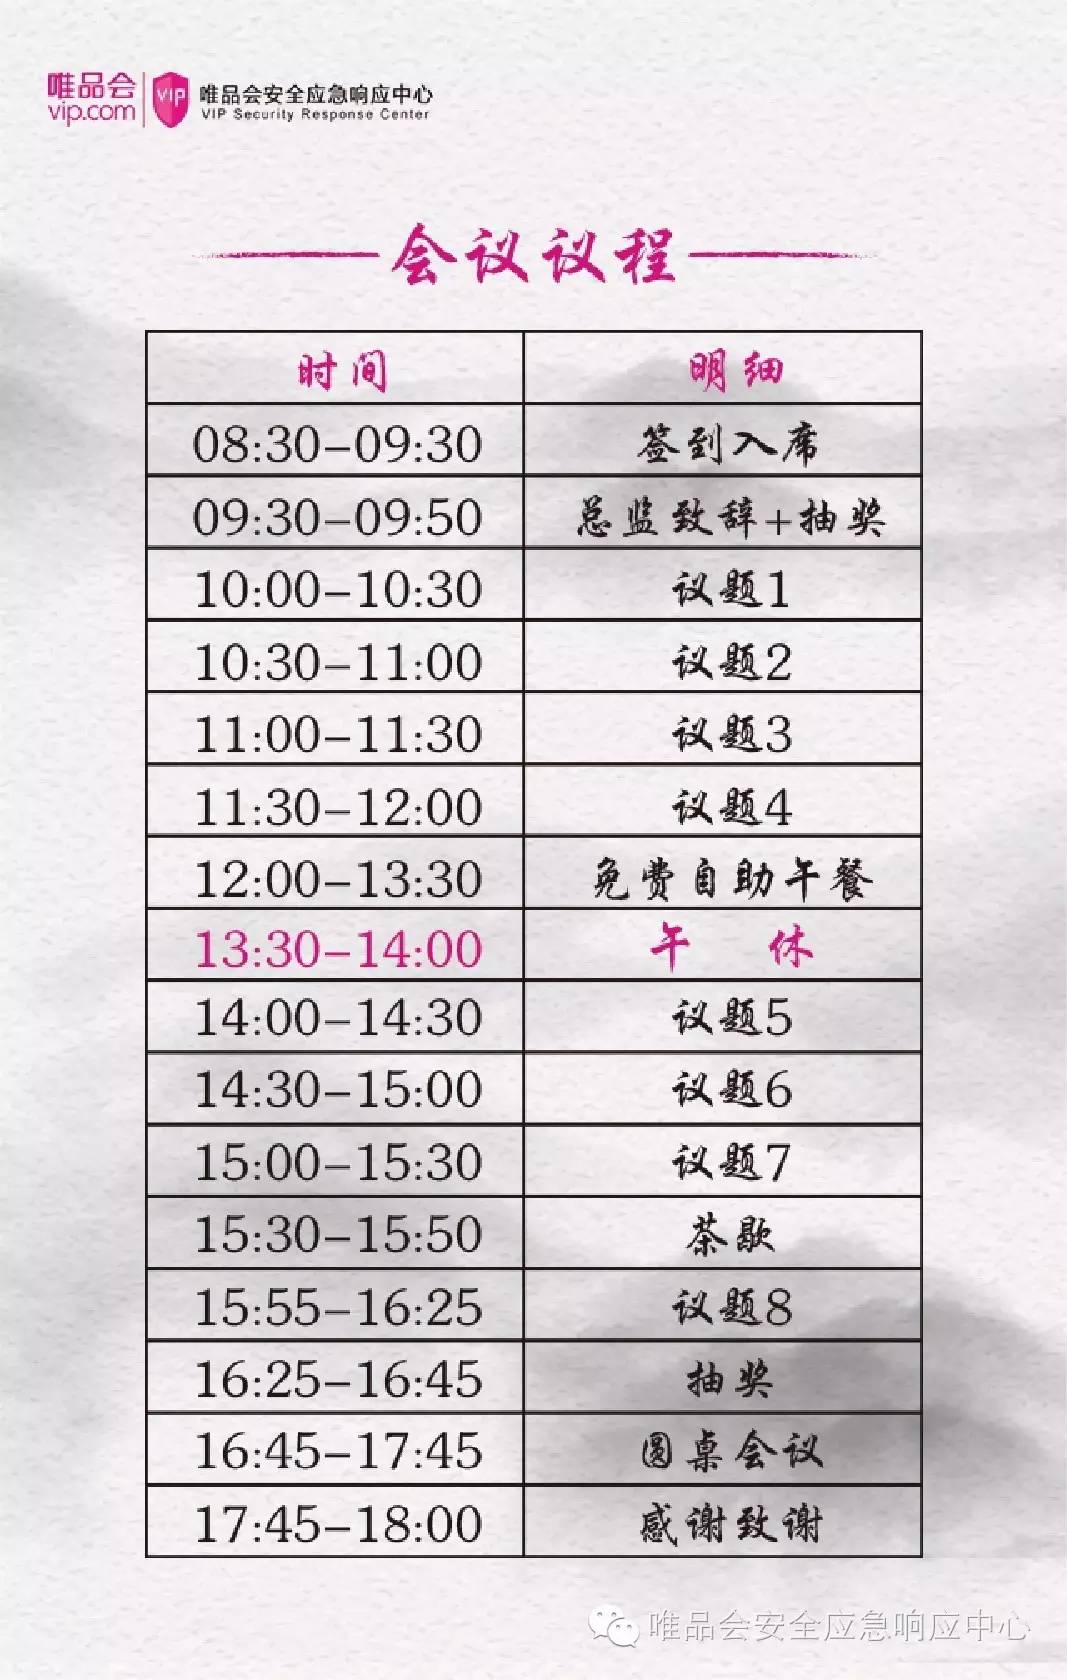 唯品会
vip.com
VIP
唯品会安全应急响应中心
VIP Security Response Center
会议议程
时间 明细
08:30-09:30 签到入席
09:30-09:50 总监致辞+抽奖
10:00-10:30 议题1
10:30-11:00 议题2
11:00-11:30 议题3
11:30-12:00 议题4
12:00-13:30 免费自助午餐
13:30-14:00 午 休
14:00-14:30 议题5
14:30-15:00 议题6
15:00-15:30 议题7
15:30-15:50 茶歇
15:55-16:25 议题8
16:25-16:45 抽奖
16:45-17:45 圆桌会议
17:45-18:00 感谢致谢
唯品会安全应急响应中心